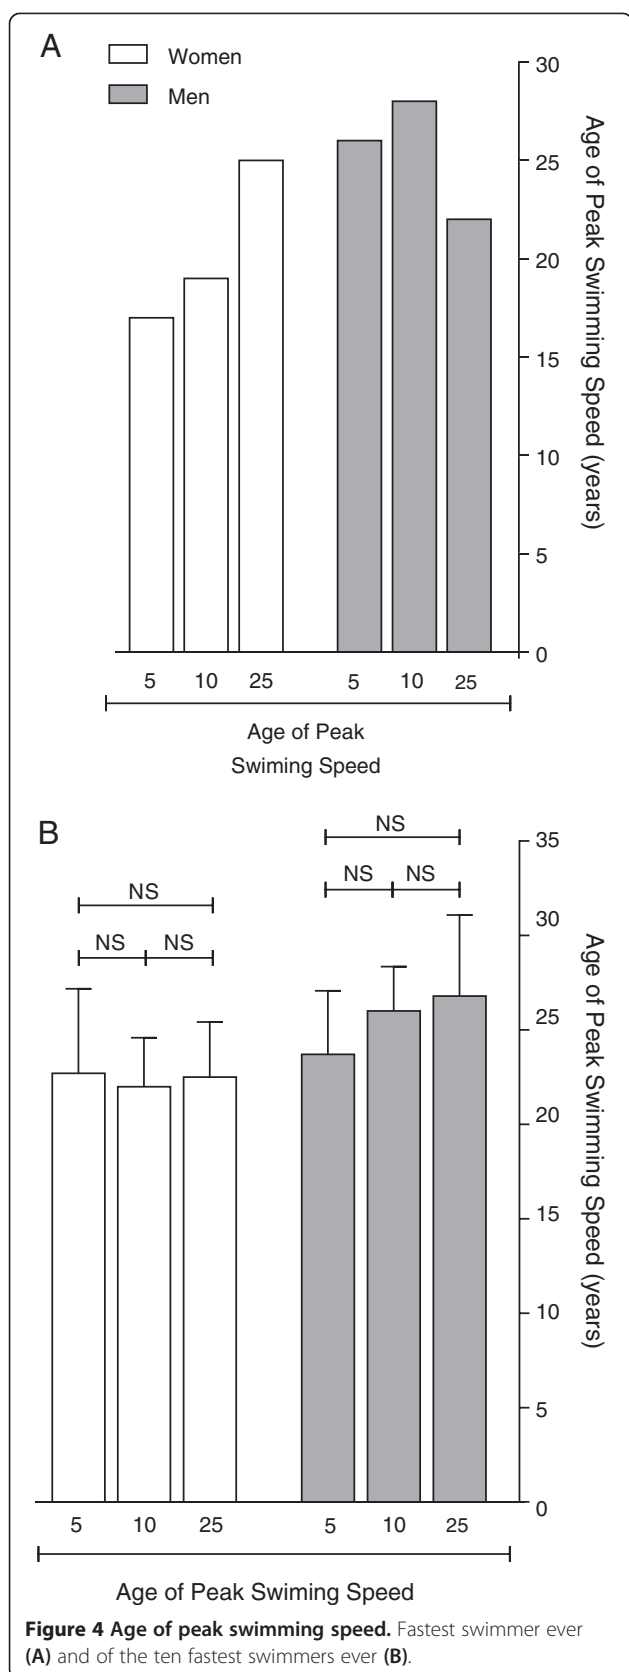 A
Women
Men
30
25
20
15
10
5
0
Age of Peak Swimming Speed (years)
5 10 25 5 10 25
Age of Peak
Swiming Speed
B
NS
NS NS
NS
NS NS
35
30
25
20
15
10
5
0
Age of Peak Swimming Speed (years)
5 10 25 5 10 25
Age of Peak Swiming Speed
Figure 4 Age of peak swimming speed. Fastest swimmer ever
(A) and of the ten fastest swimmers ever (B).